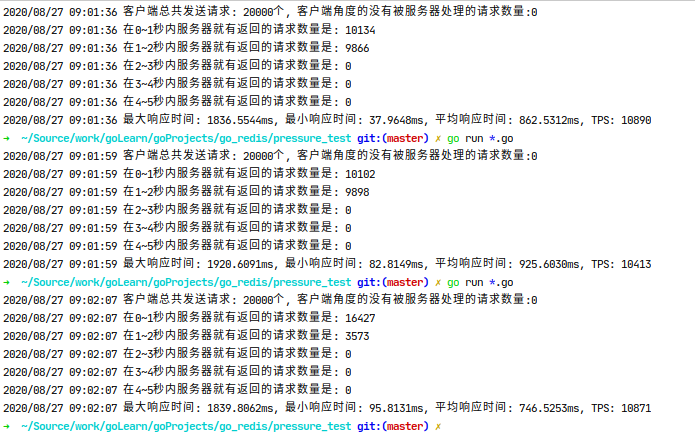 2020/08/27 09:01:36 客户端总共发送请求: 20000个, 客户端角度的没有被服务器处理的请求数量:0
2020/08/27 09:01:36 在0~1秒内服务器就有返回的请求数量是: 10134
2020/08/27 09:01:36 在1~2秒内服务器就有返回的请求数量是: 9866
2020/08/27 09:01:36 在2~3秒内服务器就有返回的请求数量是: 0
2020/08/27 09:01:36 在3~4秒内服务器就有返回的请求数量是: 0
2020/08/27 09:01:36 在4~5秒内服务器就有返回的请求数量是: 0
2020/08/27 09:01:36 最大响应时间: 1836.5544ms, 最小响应时间: 37.9648ms, 平均响应时间: 862.5312ms, TPS: 10890
→ ~/Source/work/goLearn/goProjects/go_redis/pressure_test git:(master) ✗ go run *.go
2020/08/27 09:01:59 客户端总共发送请求: 20000个, 客户端角度的没有被服务器处理的请求数量:0
2020/08/27 09:01:59 在0~1秒内服务器就有返回的请求数量是: 10102
2020/08/27 09:01:59 在1~2秒内服务器就有返回的请求数量是: 9898
2020/08/27 09:01:59 在2~3秒内服务器就有返回的请求数量是: 0
2020/08/27 09:01:59 在3~4秒内服务器就有返回的请求数量是: 0
2020/08/27 09:01:59 在4~5秒内服务器就有返回的请求数量是: 0
2020/08/27 09:01:59 最大响应时间: 1920.6091ms, 最小响应时间: 82.8149ms, 平均响应时间: 925.6030ms, TPS: 10413
→ ~/Source/work/goLearn/goProjects/go_redis/pressure_test git:(master) ✗ go run *.go
2020/08/27 09:02:07 客户端总共发送请求: 20000个, 客户端角度的没有被服务器处理的请求数量:0
2020/08/27 09:02:07 在0~1秒内服务器就有返回的请求数量是: 16427
2020/08/27 09:02:07 在1~2秒内服务器就有返回的请求数量是: 3573
2020/08/27 09:02:07 在2~3秒内服务器就有返回的请求数量是: 0
2020/08/27 09:02:07 在3~4秒内服务器就有返回的请求数量是: 0
2020/08/27 09:02:07 在4~5秒内服务器就有返回的请求数量是: 0
2020/08/27 09:02:07 最大响应时间: 1839.8062ms, 最小响应时间: 95.8131ms, 平均响应时间: 746.5253ms, TPS: 10871
→ ~/Source/work/goLearn/goProjects/go_redis/pressure_test git:(master) ✗